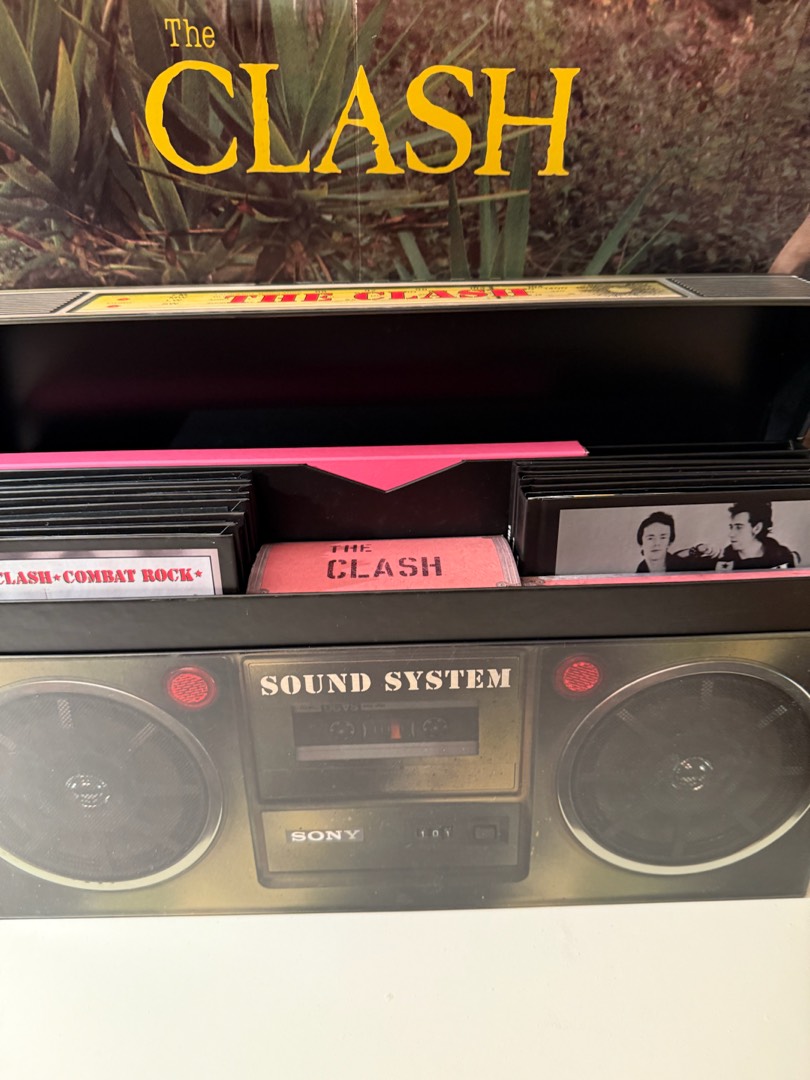 The
CLASH
THE CLASH
CLASH★COMBAT ROCK★
THE
CLASH
SOUND SYSTEM
SONY
101